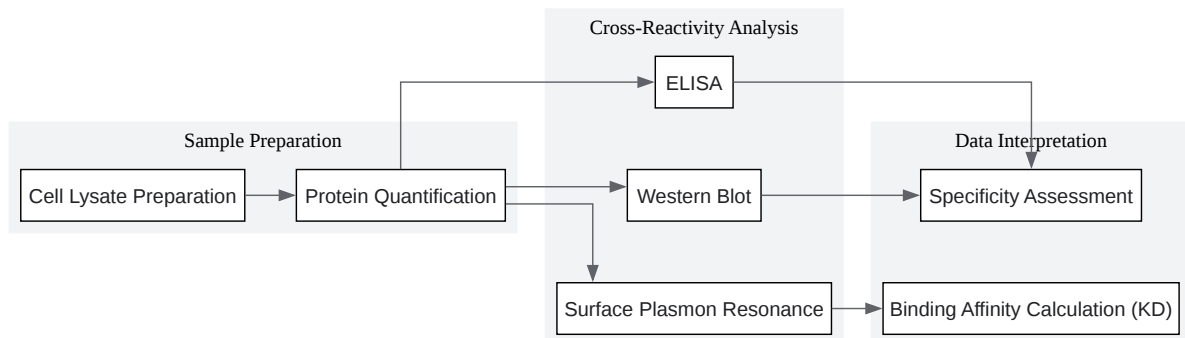 Cross-Reactivity Analysis
ELISA
Sample Preparation
Data Interpretation
Cell Lysate Preparation
Protein Quantification
Western Blot
Specificity Assessment
Surface Plasmon Resonance
Binding Affinity Calculation (KD)